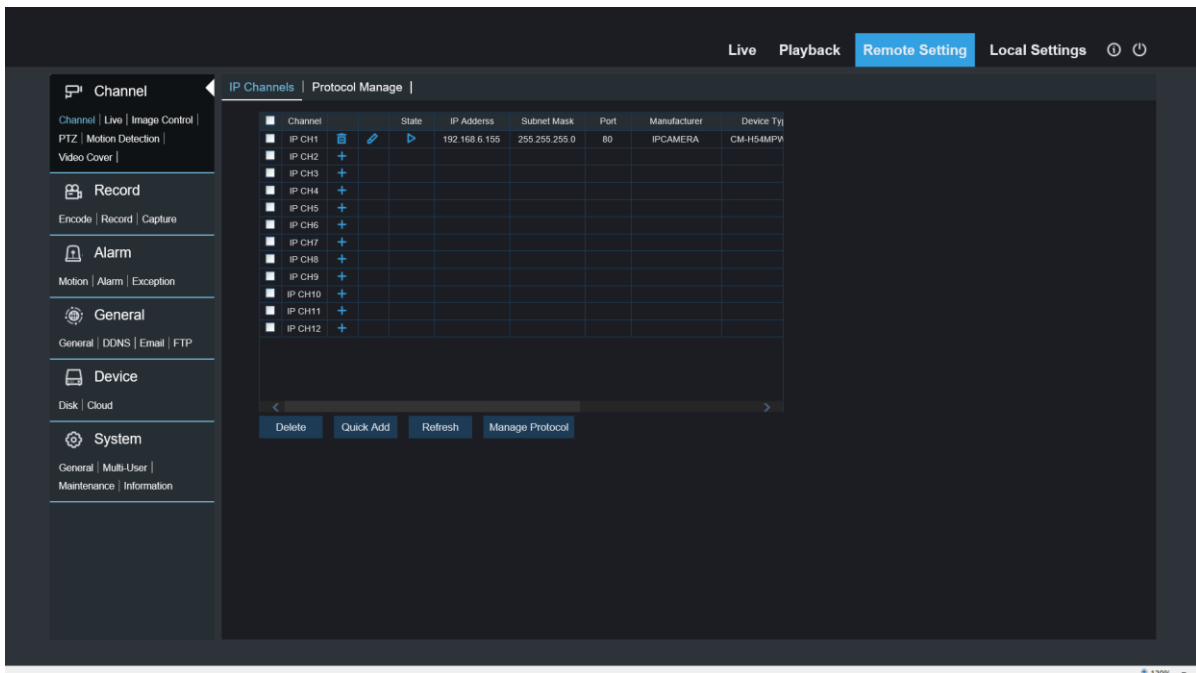 Live Playback Remote Setting Local Settings
Channel
Channel | Live | Image Control |
PTZ | Motion Detection |
Video Cover |
Record
Encode | Record | Capture
Alarm
Motion | Alarm | Exception
General
General | DDNS | Email | FTP
Device
Disk | Cloud
System
General | Multi-User |
Maintenance | Information
IP Channels | Protocol Manage |
Channel State IP Adderss Subnet Mask Port Manufacturer Device Ty
IP CH1 192.168.6.155 255.255.255.0 80 IPCAMERA CM-H54MPW
IP CH2 +
IP CH3 +
IP CH4 +
IP CH5 +
IP CH6 +
IP CH7 +
IP CH8 +
IP CH9 +
IP CH10 +
IP CH11 +
IP CH12 +
Delete Quick Add Refresh Manage Protocol